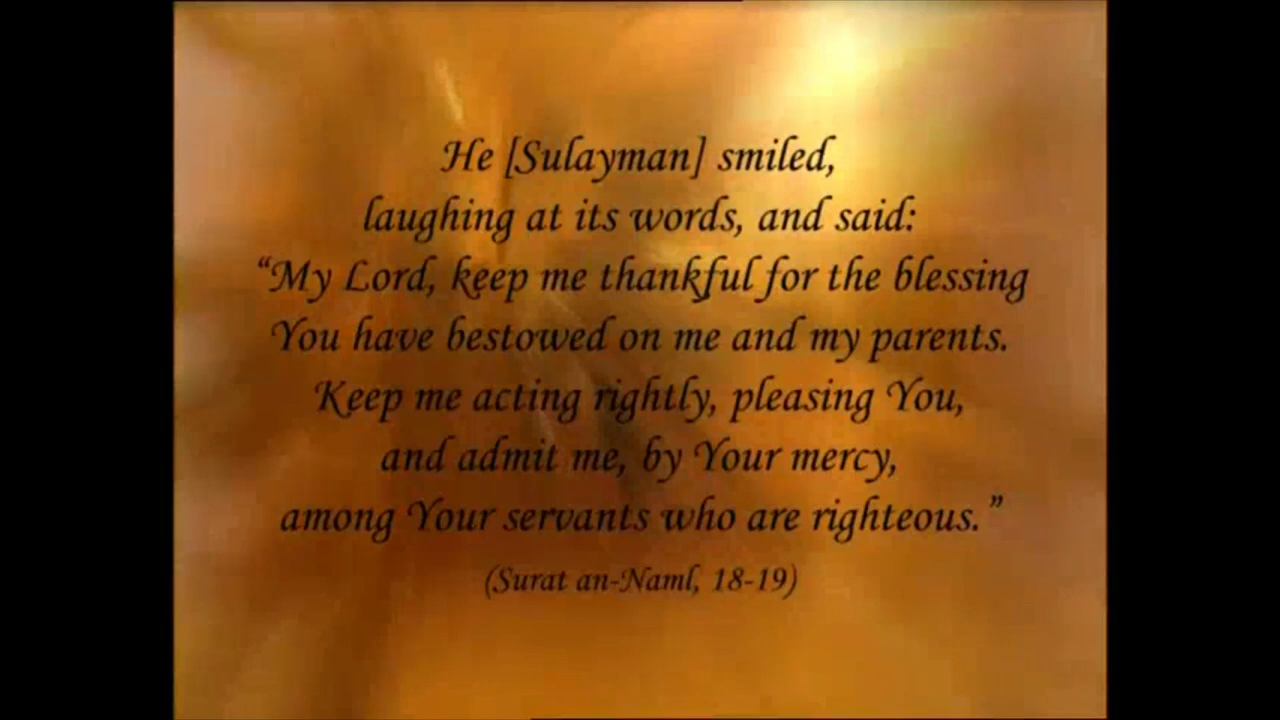 He [Sulayman] smiled,
laughing at its words, and said:
“My Lord, keep me thankful for the blessing
You have bestowed on me and my parents.
Keep me acting rightly, pleasing You,
and admit me, by Your mercy,
among Your servants who are righteous.”
(Surat an-Naml, 18-19)